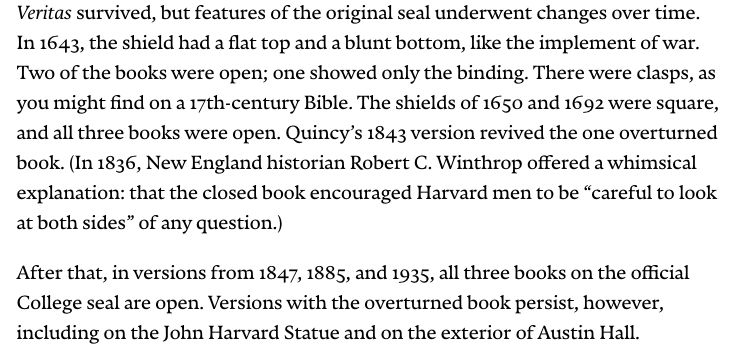 Veritas survived, but features of the original seal underwent changes over time.
In 1643, the shield had a flat top and a blunt bottom, like the implement of war.
Two of the books were open; one showed only the binding. There were clasps, as
you might find on a 17th-century Bible. The shields of 1650 and 1692 were square,
and all three books were open. Quincy’s 1843 version revived the one overturned
book. (In 1836, New England historian Robert C. Winthrop offered a whimsical
explanation: that the closed book encouraged Harvard men to be “careful to look
at both sides” of any question.)
After that, in versions from 1847, 1885, and 1935, all three books on the official
College seal are open. Versions with the overturned book persist, however,
including on the John Harvard Statue and on the exterior of Austin Hall.